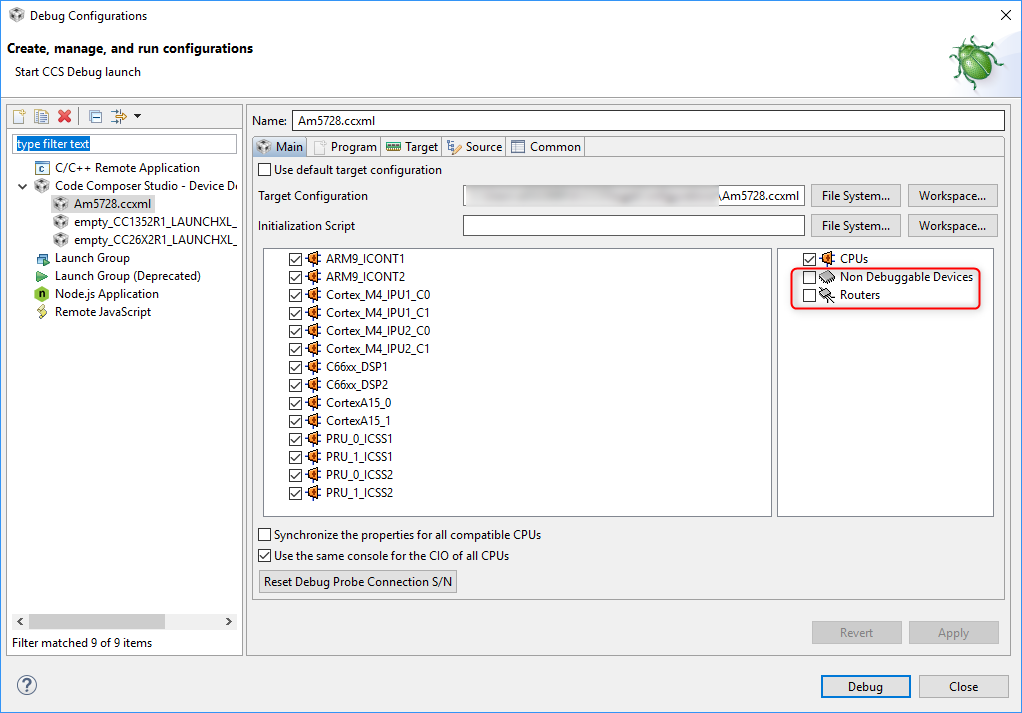 Debug Configurations
Create, manage, and run configurations
Start CCS Debug launch
type filter text
C/C++ Remote Application
Code Composer Studio - Device De
Am5728.ccxml
empty_CC1352R1_LAUNCHXL_
empty_CC26X2R1_LAUNCHXL_
Launch Group
Launch Group (Deprecated)
Node.js Application
Remote JavaScript
Filter matched 9 of 9 items
Name: Am5728.ccxml
Main Program Target Source Common
Use default target configuration
Target Configuration \Am5728.ccxml File System... Workspace...
Initialization Script File System... Workspace...
ARM9_ICONT1
ARM9_ICONT2
Cortex_M4_IPU1_C0
Cortex_M4_IPU1_C1
Cortex_M4_IPU2_C0
Cortex_M4_IPU2_C1
C66xx_DSP1
C66xx_DSP2
CortexA15_0
CortexA15_1
PRU_0_ICSS1
PRU_1_ICSS1
PRU_0_ICSS2
PRU_1_ICSS2
CPUs
Non Debuggable Devices
Routers
Synchronize the properties for all compatible CPUs
Use the same console for the CIO of all CPUs
Reset Debug Probe Connection S/N
Revert Apply
Debug Close